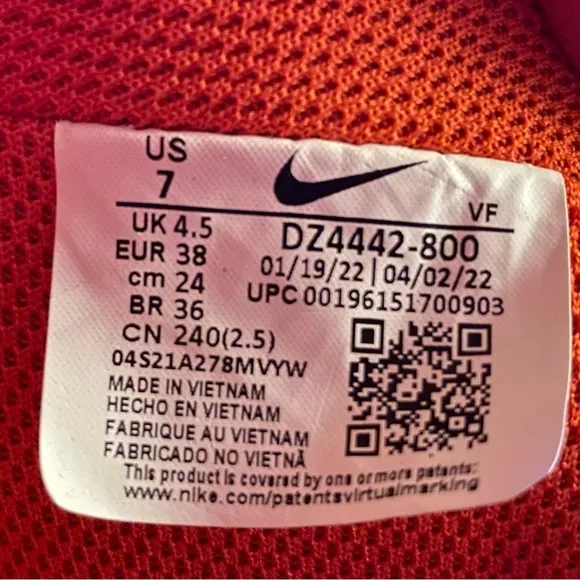 US
7
VF
UK 4.5
EUR 38
cm 24
BR 36
CN 240(2.5)
DZ4442-800
01/19/22 | 04/02/22
UPC 00196151700903
04S21A278MVYW
MADE IN VIETNAM
HECHO EN VIETNAM
FABRIQUE AU VIETNAM
FABRICADO NO VIETNÃ
This product is covered by one or more patents:
www.nike.com/patentsvirtualmarking